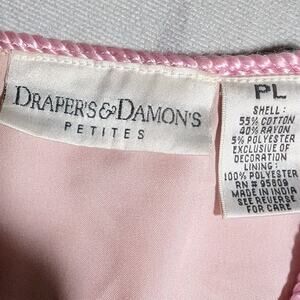 DRAPER'S & DAMON'S
PETITES
PL
SHELL:
55% COTTON
40% RAYON
5% POLYESTER
EXCLUSIVE OF
DECORATION
LINING:
100% POLYESTER
RN # 95809
MADE IN INDIA
SEE REVERSE
FOR CARE